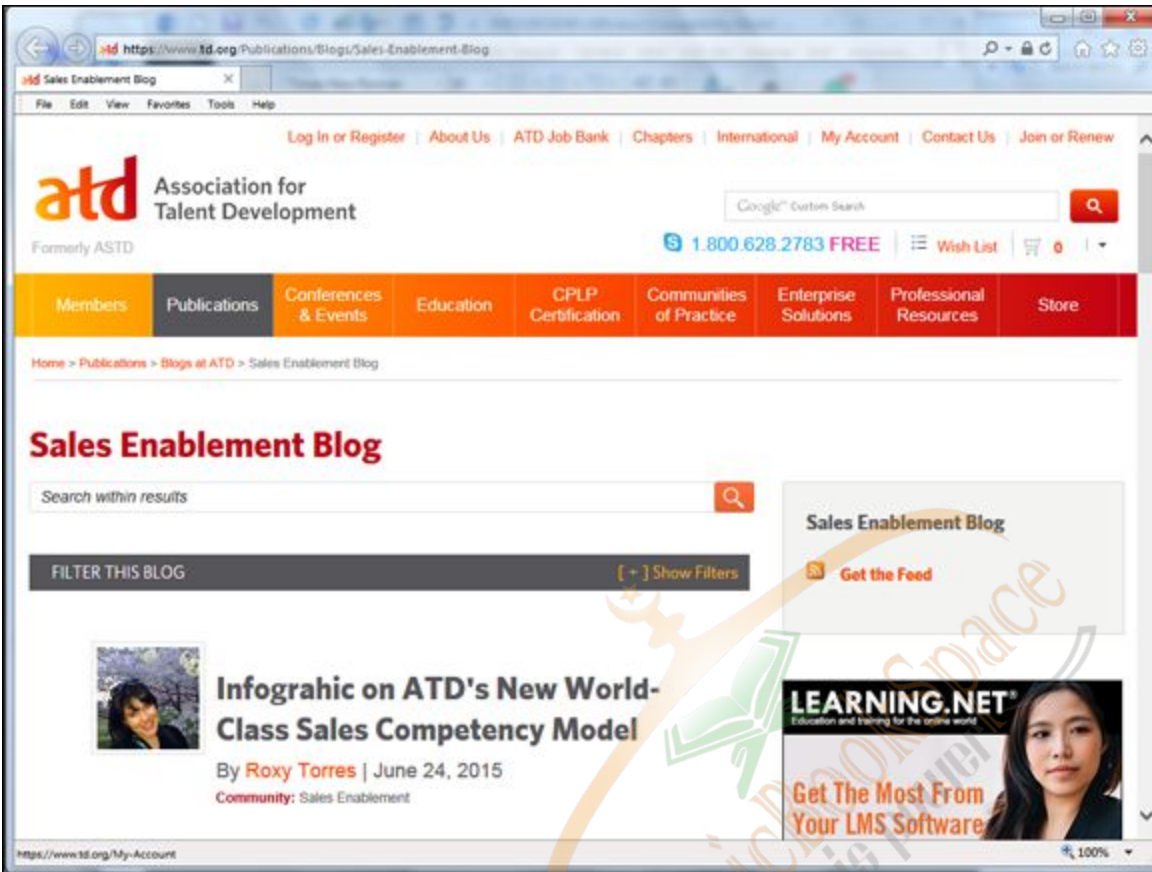 https://www.td.org/Publications/Blogs/Sales-Enablement-Blog
atd Sales Enablement Blog X
File Edit View Favorites Tools Help
Log In or Register | About Us | ATD Job Bank | Chapters | International | My Account | Contact Us | Join or Renew
atd Association for
Talent Development
Google™ Custom Search
Formerly ASTD
1.800.628.2783 FREE Wish List 0
Members Publications Conferences & Events Education CPLP Certification Communities of Practice Enterprise Solutions Professional Resources Store
Home > Publications > Blogs at ATD > Sales Enablement Blog
Sales Enablement Blog
Search within results
FILTER THIS BLOG [ + ] Show Filters
Sales Enablement Blog
Get the Feed
Infograhic on ATD's New World-
Class Sales Competency Model
By Roxy Torres | June 24, 2015
Community: Sales Enablement
LEARNING.NET®
Education and training for the online world
Get The Most From
Your LMS Software
https://www.td.org/My-Account
100%